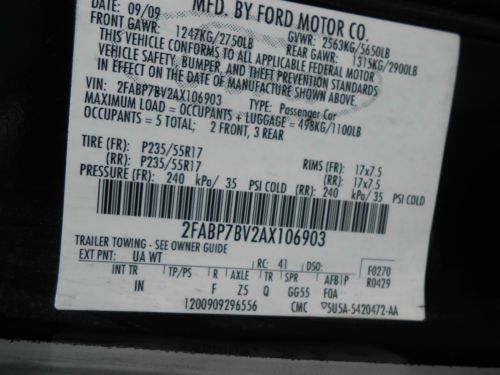 MFD. BY FORD MOTOR CO.
DATE: 09/09 GVWR: 2563KG/5650LB
FRONT GAWR: 1247KG/2750LB REAR GAWR: 1315KG/2900LB
THIS VEHICLE CONFORMS TO ALL APPLICABLE FEDERAL MOTOR
VEHICLE SAFETY, BUMPER, AND THEFT PREVENTION STANDARDS
IN EFFECT ON THE DATE OF MANUFACTURE SHOWN ABOVE.
VIN: 2FABP7BV2AX106903 TYPE: Passenger Car
MAXIMUM LOAD = OCCUPANTS + LUGGAGE = 498KG/1100LB
OCCUPANTS = 5 TOTAL; 2 FRONT, 3 REAR
TIRE (FR): P235/55R17 RIMS (FR): 17x7.5
(RR): P235/55R17 (RR): 17x7.5
PRESSURE (FR): 240 kPa/ 35 PSI COLD (RR): 240 kPa/ 35 PSI COLD
2FABP7BV2AX106903
TRAILER TOWING - SEE OWNER GUIDE
EXT PNT: UA WT RC: 41 DSO: F0270
INT TR TP/PS R AXLE TR SPR AFB1P R0429
IN F Z5 Q GG55 F0A
1200909296556 CMC ▽5U5A-5420472-AA